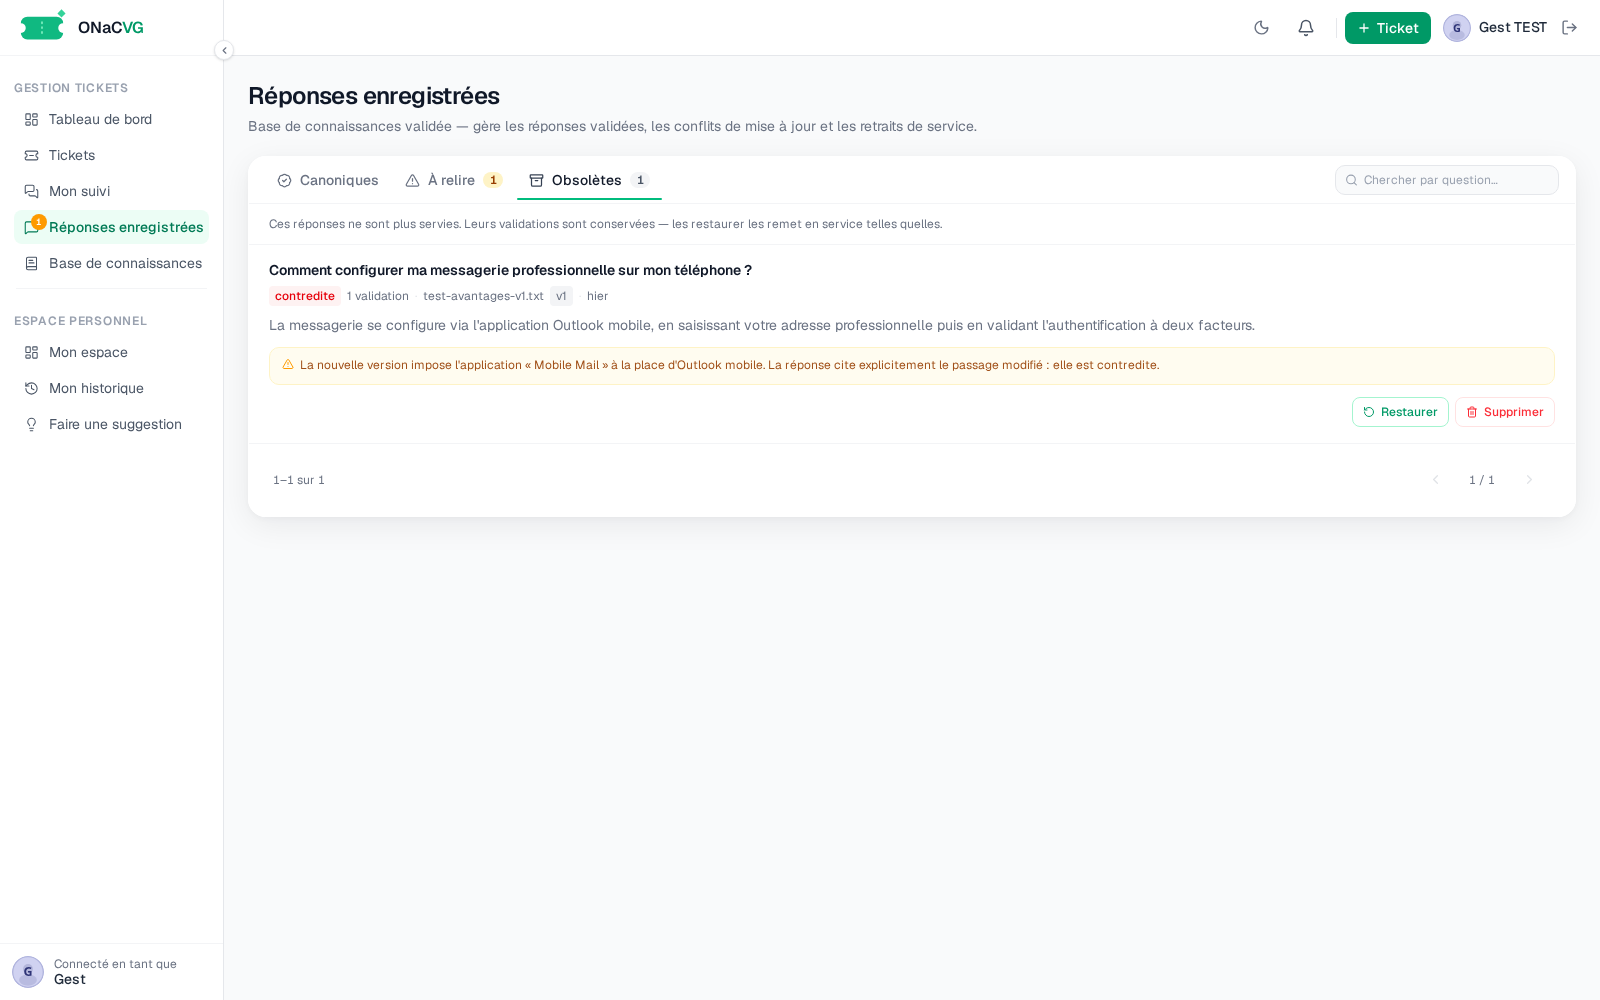 ONaCVG
+ Ticket
G
Gest TEST
GESTION TICKETS
Tableau de bord
Tickets
Mon suivi
1
Réponses enregistrées
Base de connaissances
ESPACE PERSONNEL
Mon espace
Mon historique
Faire une suggestion
G
Connecté en tant que
Gest
Réponses enregistrées
Base de connaissances validée — gère les réponses validées, les conflits de mise à jour et les retraits de service.
Canoniques
À relire 1
Obsolètes 1
Chercher par question…
Ces réponses ne sont plus servies. Leurs validations sont conservées — les restaurer les remet en service telles quelles.
Comment configurer ma messagerie professionnelle sur mon téléphone ?
contredite 1 validation · test-avantages-v1.txt v1 · hier
La messagerie se configure via l'application Outlook mobile, en saisissant votre adresse professionnelle puis en validant l'authentification à deux facteurs.
La nouvelle version impose l'application « Mobile Mail » à la place d'Outlook mobile. La réponse cite explicitement le passage modifié : elle est contredite.
Restaurer
Supprimer
1–1 sur 1
1 / 1